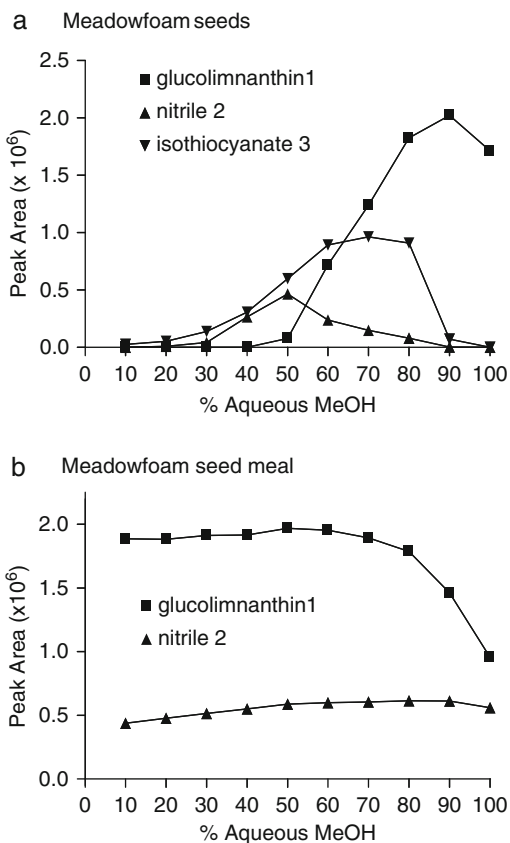 a Meadowfoam seeds
2.5
2.0
1.5
1.0
0.5
0.0
Peak Area (x 10⁶)
glucolimnanthin1
nitrile 2
isothiocyanate 3
0 10 20 30 40 50 60 70 80 90 100
% Aqueous MeOH
b Meadowfoam seed meal
2.0
1.5
1.0
0.5
0.0
Peak Area (x10⁶)
glucolimnanthin1
nitrile 2
0 10 20 30 40 50 60 70 80 90 100
% Aqueous MeOH